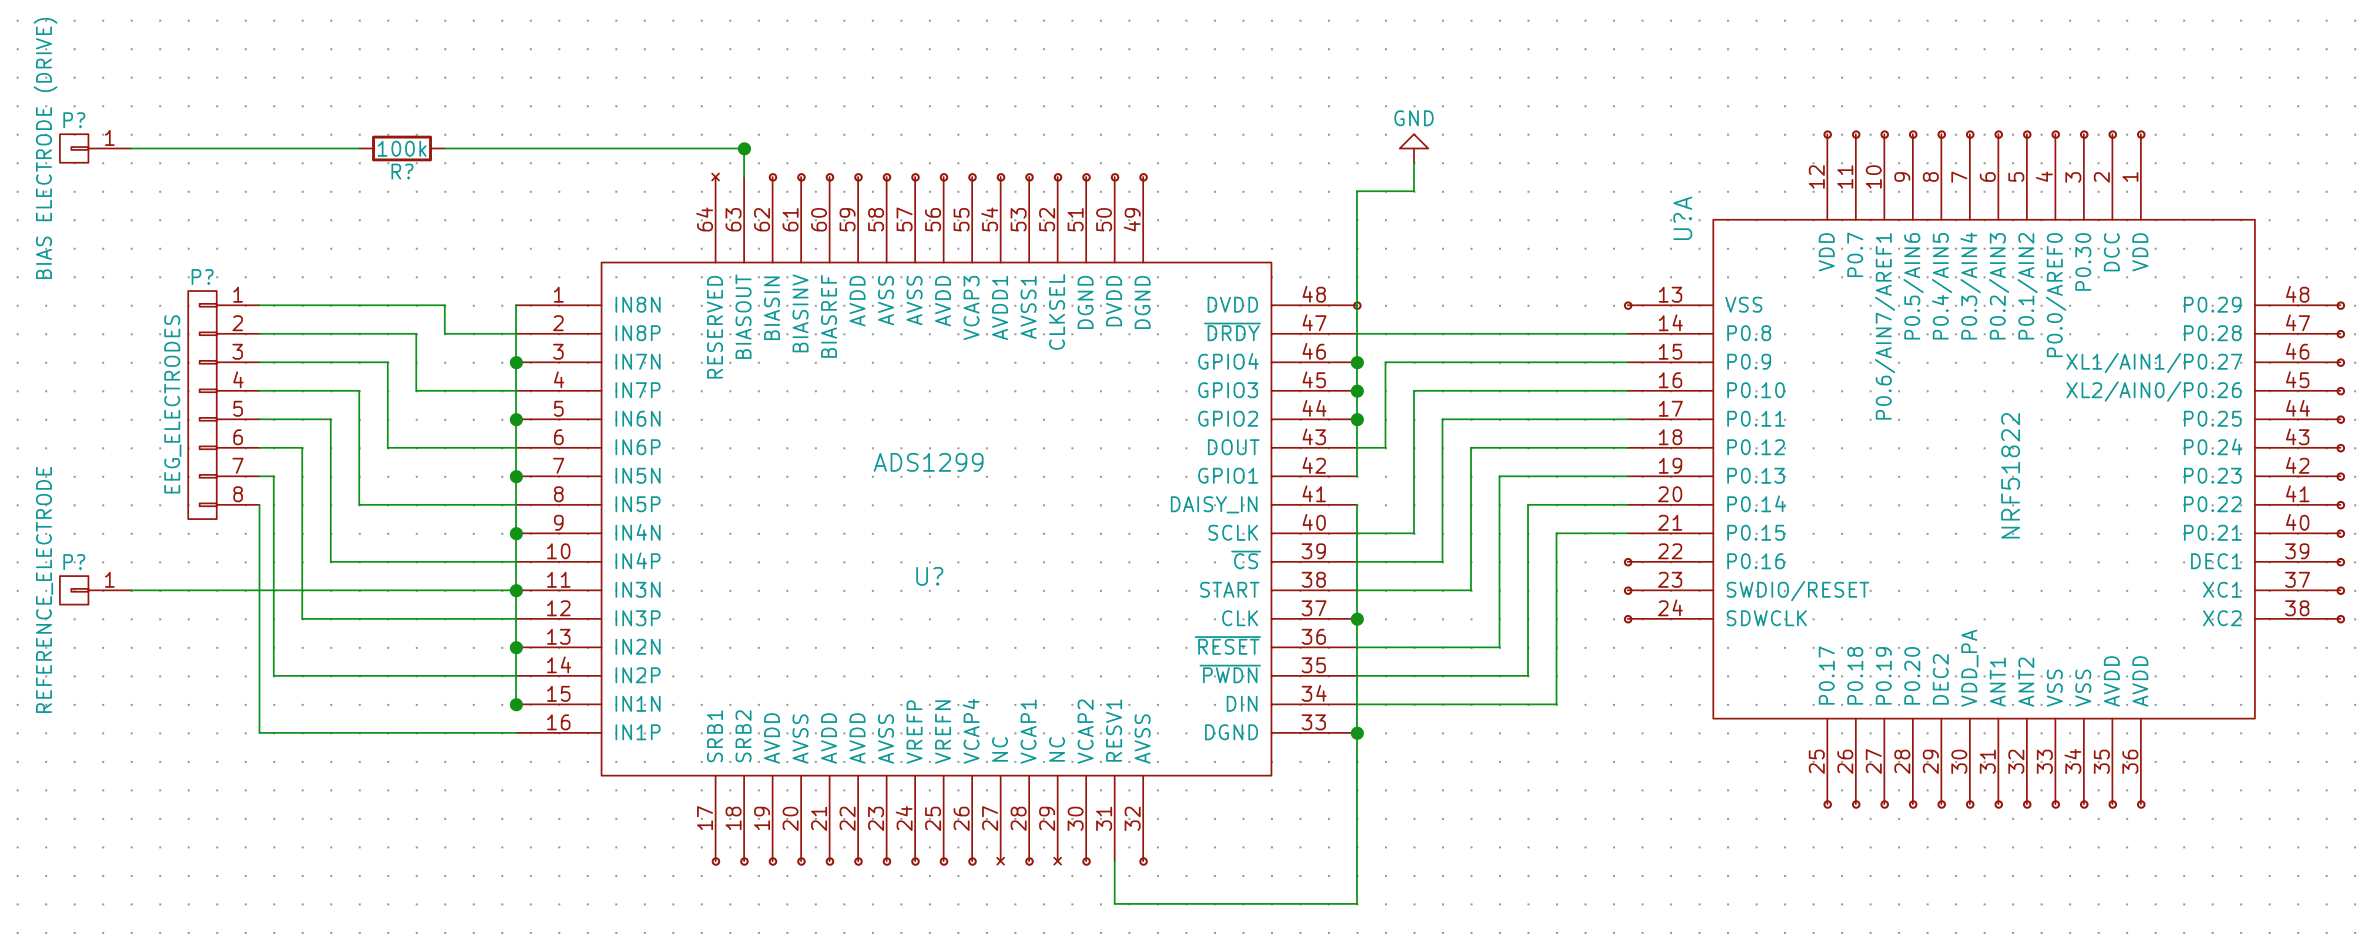 BIAS ELECTRODE (DRIVE)
P?
1
100k
R?
P?
EEG_ELECTRODES
1
2
3
4
5
6
7
8
REFERENCE_ELECTRODE
P?
1
GND
64 63 62 61 60 59 58 57 56 55 54 53 52 51 50 49
RESERVED BIASOUT BIASIN BIASINV BIASREF AVDD AVSS AVSS AVDD VCAP3 AVDD1 AVSS1 CLKSEL DGND DVDD DGND
1 IN8N
2 IN8P
3 IN7N
4 IN7P
5 IN6N
6 IN6P
7 IN5N
8 IN5P
9 IN4N
10 IN4P
11 IN3N
12 IN3P
13 IN2N
14 IN2P
15 IN1N
16 IN1P
ADS1299
U?
DVDD 48
DRDY 47
GPIO4 46
GPIO3 45
GPIO2 44
DOUT 43
GPIO1 42
DAISY_IN 41
SCLK 40
CS 39
START 38
CLK 37
RESET 36
PWDN 35
DIN 34
DGND 33
SRB1 SRB2 AVDD AVSS AVDD AVDD AVSS VREFP VREFN VCAP4 NC VCAP1 NC VCAP2 RESV1 AVSS
17 18 19 20 21 22 23 24 25 26 27 28 29 30 31 32
U?A
12 11 10 9 8 7 6 5 4 3 2 1
VDD P0.7 P0.6/AIN7/AREF1 P0.5/AIN6 P0.4/AIN5 P0.3/AIN4 P0.2/AIN3 P0.1/AIN2 P0.0/AREF0 P0.30 DCC VDD
13 VSS
14 P0.8
15 P0.9
16 P0.10
17 P0.11
18 P0.12
19 P0.13
20 P0.14
21 P0.15
22 P0.16
23 SWDIO/RESET
24 SDWCLK
NRF51822
P0.29 48
P0.28 47
XL1/AIN1/P0.27 46
XL2/AIN0/P0.26 45
P0.25 44
P0.24 43
P0.23 42
P0.22 41
P0.21 40
DEC1 39
XC1 37
XC2 38
P0.17 P0.18 P0.19 P0.20 DEC2 VDD_PA ANT1 ANT2 VSS VSS AVDD AVDD
25 26 27 28 29 30 31 32 33 34 35 36